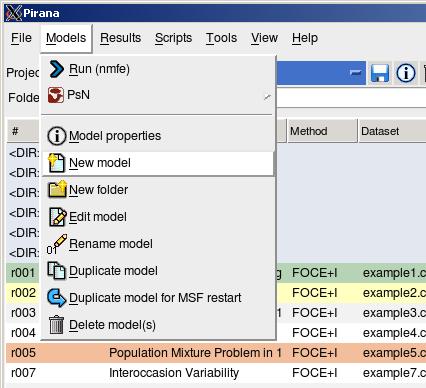 Pirana
File Models Results Scripts Tools View Help
Run (nmfe)
Projec
PsN
Folde
Model properties
# Method Dataset
<DIR>
New model
<DIR>
New folder
<DIR>
Edit model
<DIR>
Rename model
<DIR>
Duplicate model
r001 g FOCE+I example1.c
Duplicate model for MSF restart
r002 FOCE+I example2.c
r003 1 FOCE+I example3.c
Delete model(s)
r004 FOCE+I example4.c
r005 Population Mixture Problem in 1 FOCE+I example5.c
r007 Interoccasion Variability FOCE+I example7.c